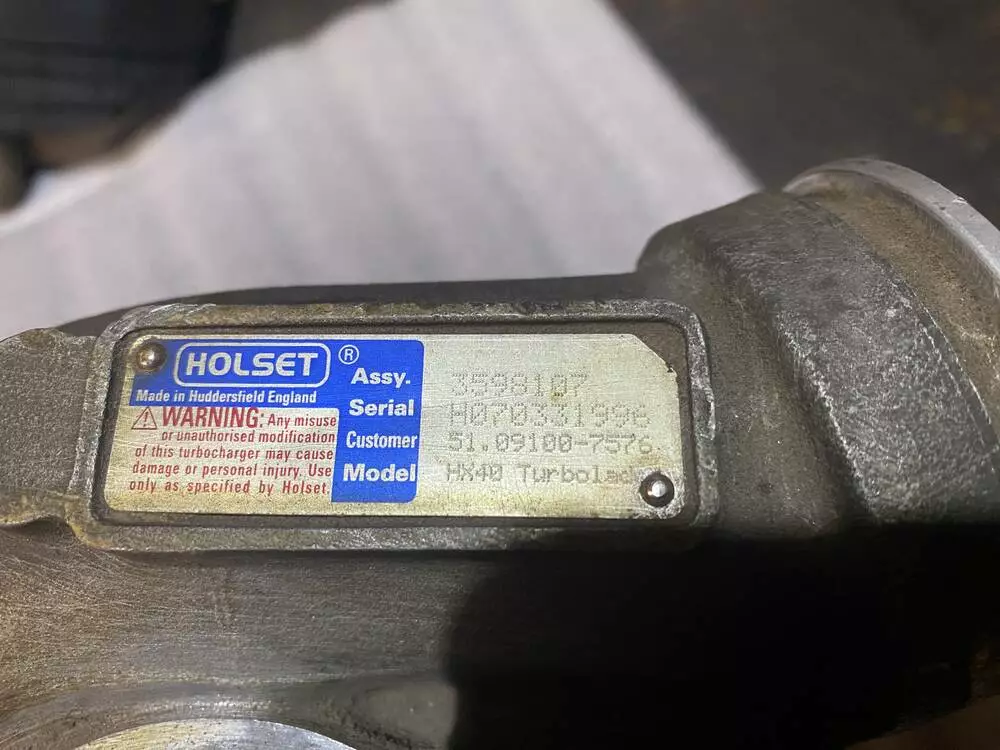 HOLSET ®
Made in Huddersfield England
⚠ WARNING: Any misuse
or unauthorised modification
of this turbocharger may cause
damage or personal injury. Use
only as specified by Holset.
Assy. 3598107
Serial H070331996
Customer 51.09100-7576
Model HX40